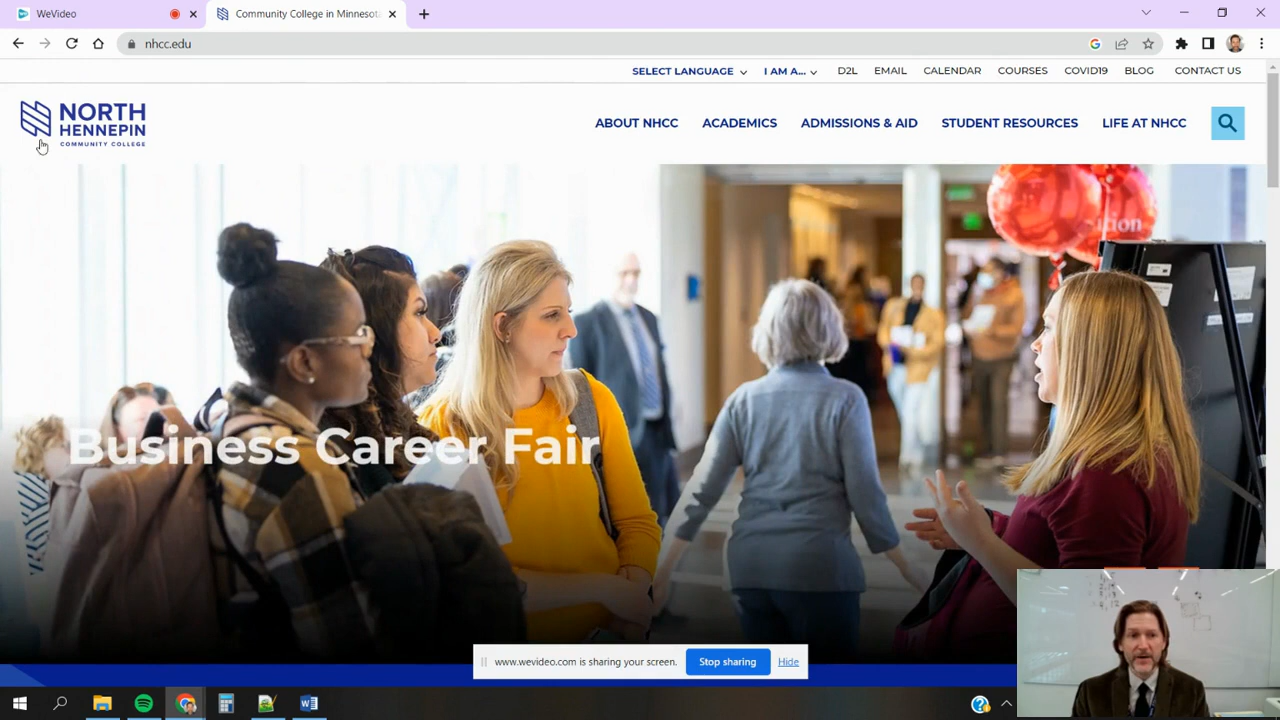 WeVideo
Community College in Minnesota
nhcc.edu
SELECT LANGUAGE
I AM A...
D2L
EMAIL
CALENDAR
COURSES
COVID19
BLOG
CONTACT US
NORTH
HENNEPIN
COMMUNITY COLLEGE
ABOUT NHCC
ACADEMICS
ADMISSIONS & AID
STUDENT RESOURCES
LIFE AT NHCC
Business Career Fair
www.wevideo.com is sharing your screen.
Stop sharing
Hide